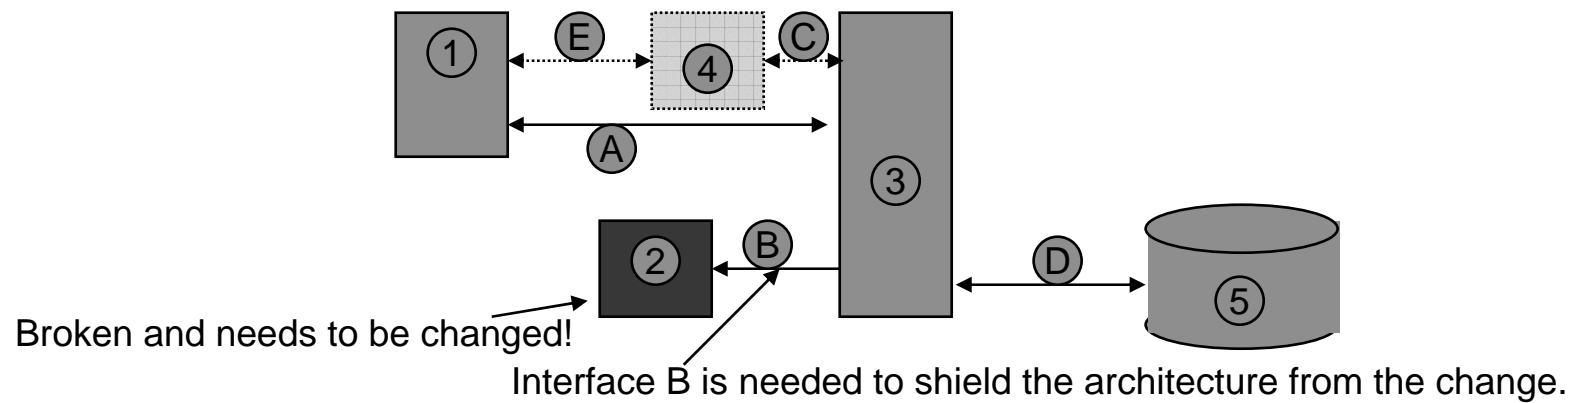 E
C
1
4
A
3
B
2
D
5
Broken and needs to be changed!
Interface B is needed to shield the architecture from the change.